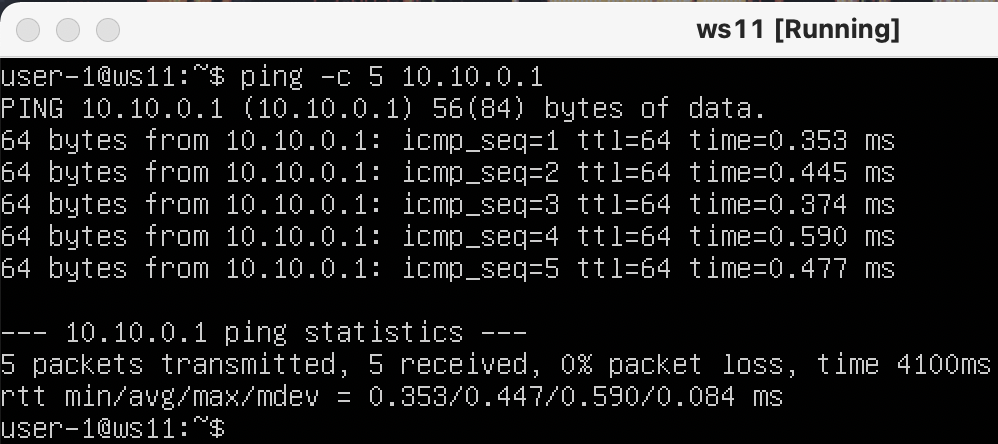 ws11 [Running]
user-1@ws11:~$ ping -c 5 10.10.0.1
PING 10.10.0.1 (10.10.0.1) 56(84) bytes of data.
64 bytes from 10.10.0.1: icmp_seq=1 ttl=64 time=0.353 ms
64 bytes from 10.10.0.1: icmp_seq=2 ttl=64 time=0.445 ms
64 bytes from 10.10.0.1: icmp_seq=3 ttl=64 time=0.374 ms
64 bytes from 10.10.0.1: icmp_seq=4 ttl=64 time=0.590 ms
64 bytes from 10.10.0.1: icmp_seq=5 ttl=64 time=0.477 ms
--- 10.10.0.1 ping statistics ---
5 packets transmitted, 5 received, 0% packet loss, time 4100ms
rtt min/avg/max/mdev = 0.353/0.447/0.590/0.084 ms
user-1@ws11:~$